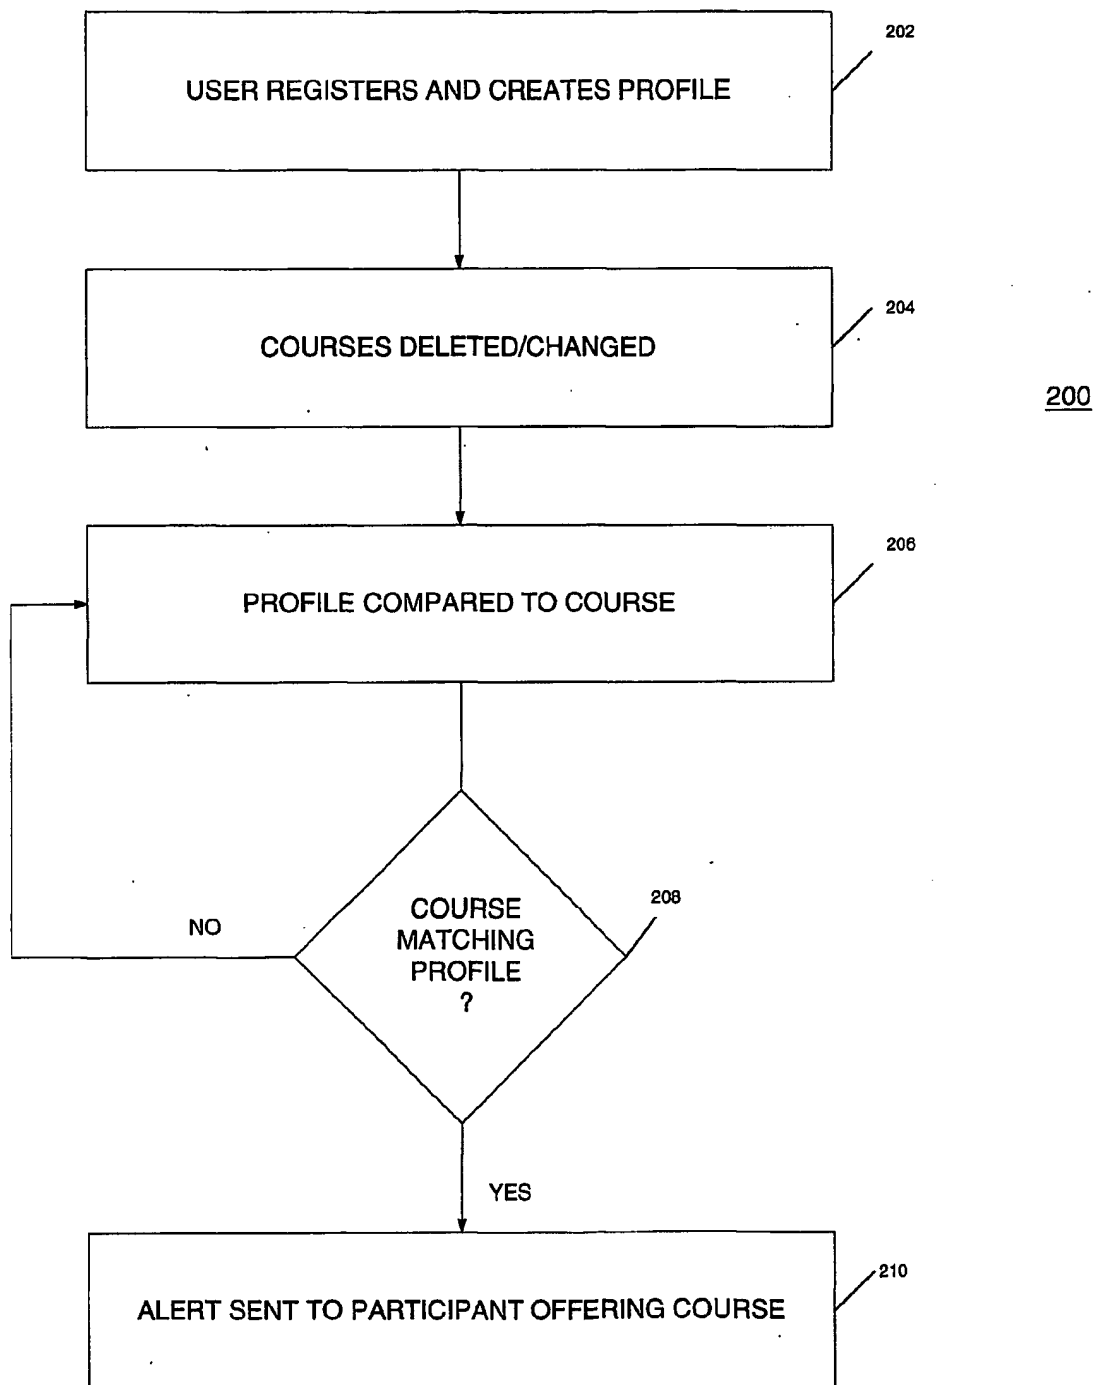 202
USER REGISTERS AND CREATES PROFILE
204
COURSES DELETED/CHANGED
200
206
PROFILE COMPARED TO COURSE
208
COURSE
MATCHING
PROFILE
?
NO
YES
210
ALERT SENT TO PARTICIPANT OFFERING COURSE